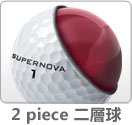 SUPERNOVA
1
2 piece 二層球